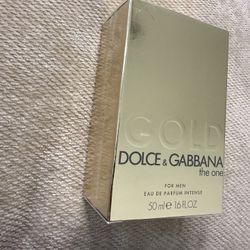 GOLD
DOLCE & GABBANA
the one
FOR MEN
EAU DE PARFUM INTENSE
50 ml ℮ 1.6 FL.OZ